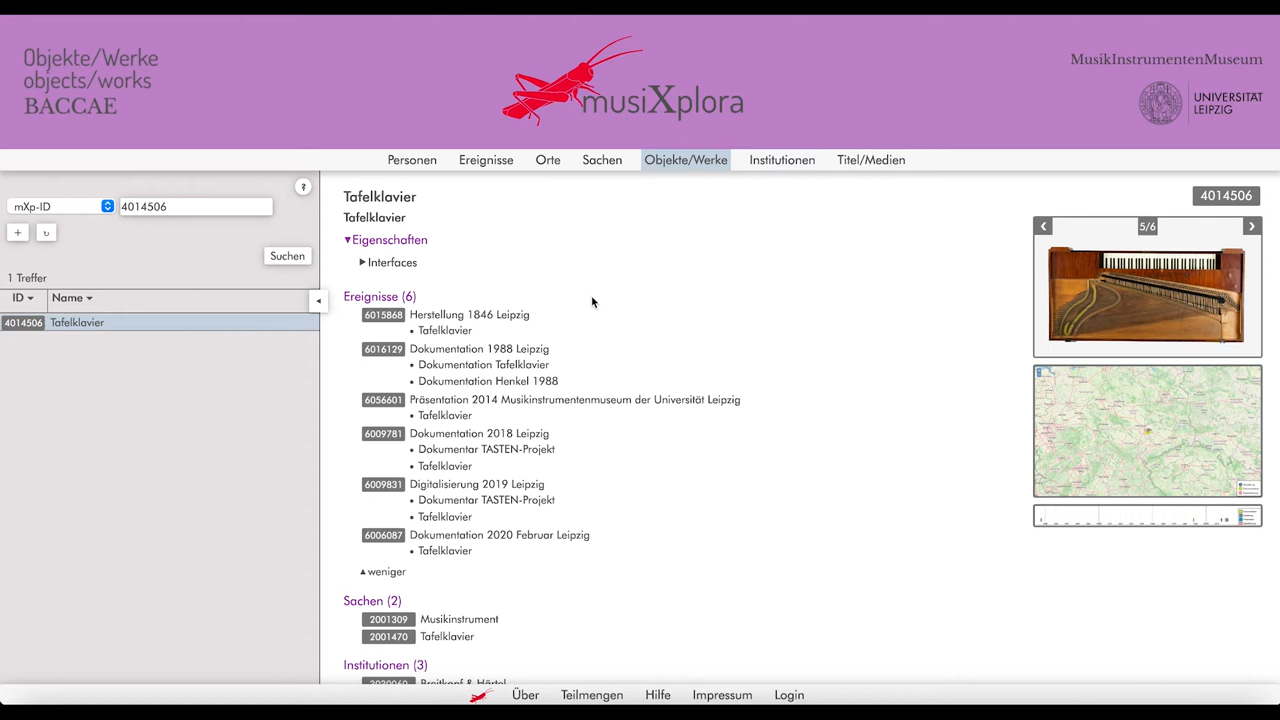 Objekte/Werke
objects/works
BACCAE
musiXplora
MusikInstrumentenMuseum
UNIVERSITÄT
LEIPZIG
Personen Ereignisse Orte Sachen Objekte/Werke Institutionen Titel/Medien
?
mXp-ID 4014506
+ ↻
Suchen
1 Treffer
ID Name
4014506 Tafelklavier
Tafelklavier
4014506
Tafelklavier
▼Eigenschaften
▶Interfaces
5/6
Ereignisse (6)
6015868 Herstellung 1846 Leipzig
• Tafelklavier
6016129 Dokumentation 1988 Leipzig
• Dokumentation Tafelklavier
• Dokumentation Henkel 1988
6056601 Präsentation 2014 Musikinstrumentenmuseum der Universität Leipzig
• Tafelklavier
6009781 Dokumentation 2018 Leipzig
• Dokumentar TASTEN-Projekt
• Tafelklavier
6009831 Digitalisierung 2019 Leipzig
• Dokumentar TASTEN-Projekt
• Tafelklavier
6006087 Dokumentation 2020 Februar Leipzig
• Tafelklavier
▲weniger
Sachen (2)
2001309 Musikinstrument
2001470 Tafelklavier
Institutionen (3)
Breitkopf & Härtel
Über Teilmengen Hilfe Impressum Login